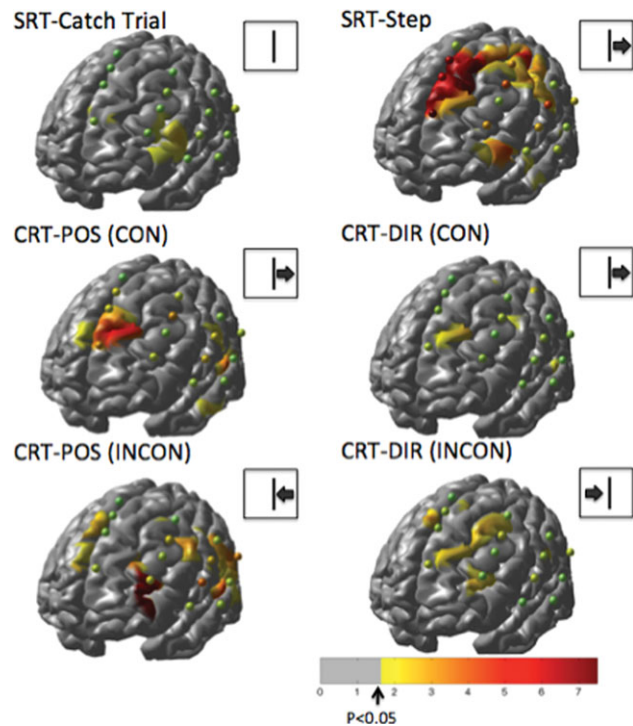 SRT-Catch Trial
SRT-Step
CRT-POS (CON)
CRT-DIR (CON)
CRT-POS (INCON)
CRT-DIR (INCON)
0 1 2 3 4 5 6 7
P<0.05